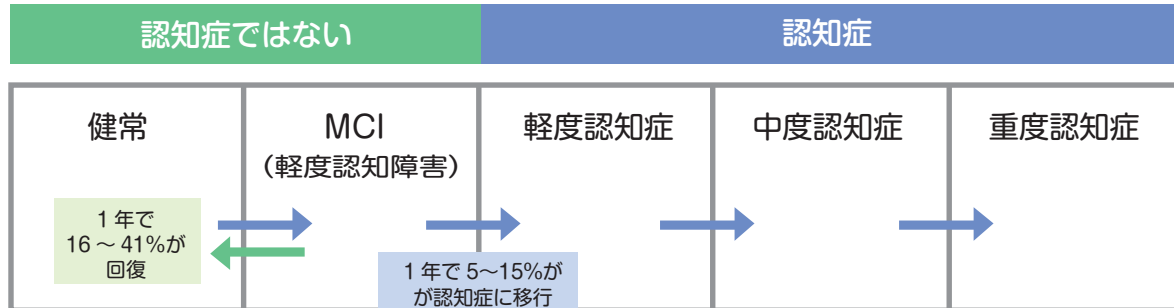 認知症ではない
認知症
健常
MCI
（軽度認知障害）
軽度認知症
中度認知症
重度認知症
1年で
16～41%が
回復
1年で5～15%が
が認知症に移行